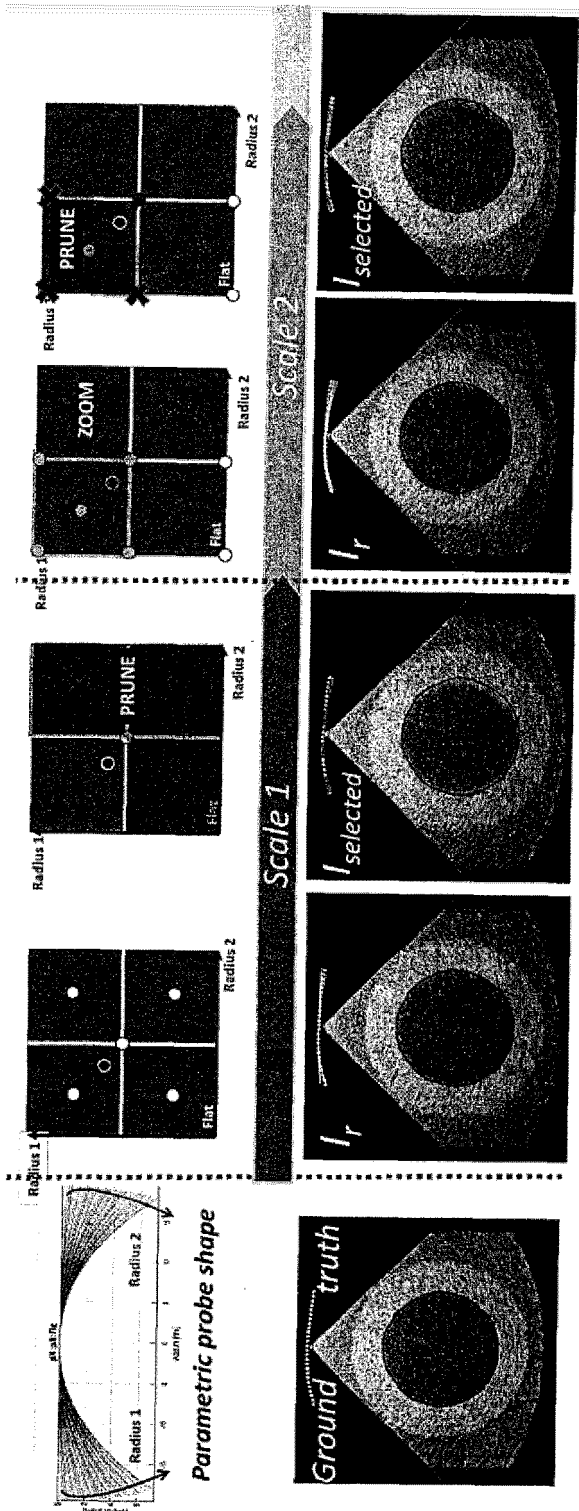 Radius 1
Radius 2
Parametric probe shape
Radius 1
Flat
Radius 2
Radius 1
PRUNE
Flat
Radius 2
Radius 1
ZOOM
Flat
Radius 2
PRUNE
Flat
Radius 2
Scale 1
Scale 2
Ground truth
I_r
I_selected
I_r
I_selected